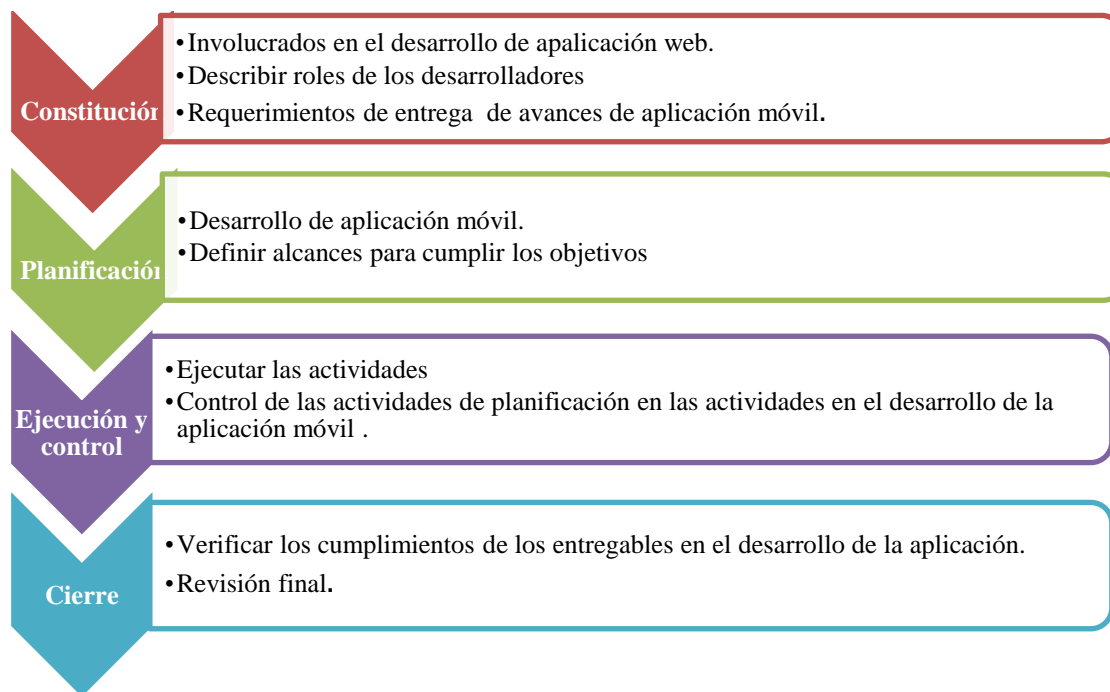 Constitución
•Involucrados en el desarrollo de apalicación web.
•Describir roles de los desarrolladores
•Requerimientos de entrega de avances de aplicación móvil.
Planificación
•Desarrollo de aplicación móvil.
•Definir alcances para cumplir los objetivos
Ejecución y
control
•Ejecutar las actividades
•Control de las actividades de planificación en las actividades en el desarrollo de la
aplicación móvil .
Cierre
•Verificar los cumplimientos de los entregables en el desarrollo de la aplicación.
•Revisión final.